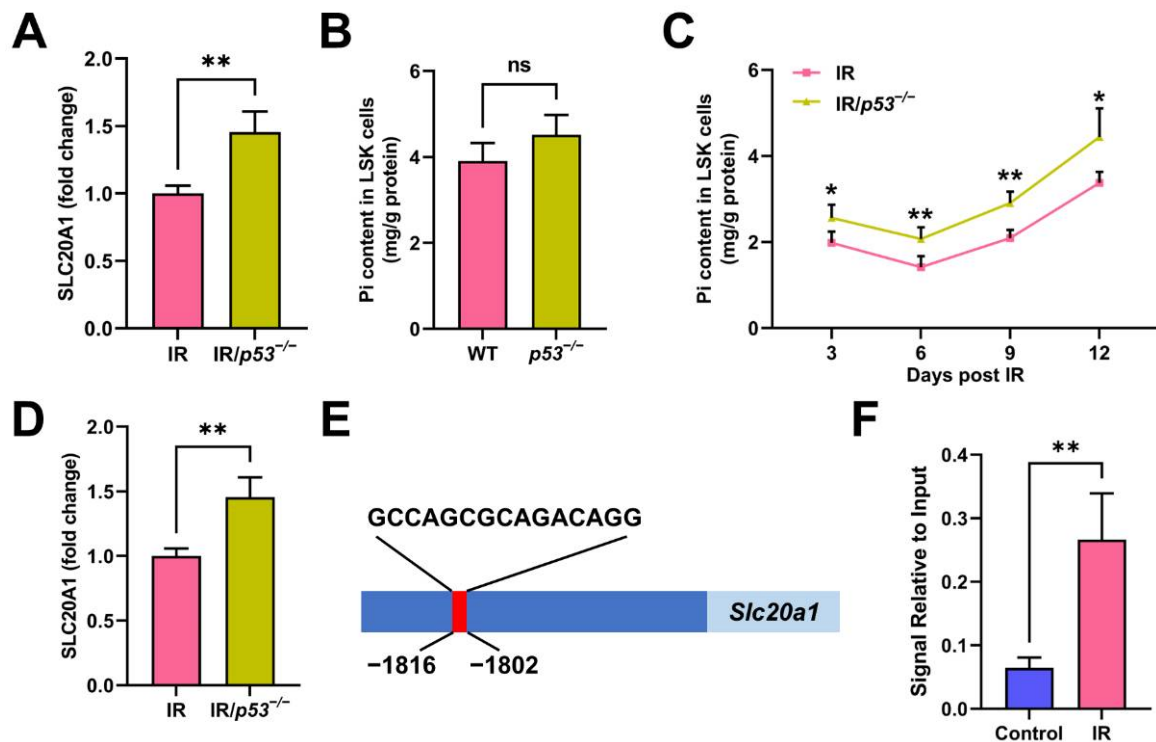 A
SLC20A1 (fold change)
2.0
1.5
1.0
0.5
0.0
**
IR
IR/p53−/−
B
Pi content in LSK cells
(mg/g protein)
6
4
2
0
ns
WT
p53−/−
C
Pi content in LSK cells
(mg/g protein)
6
4
2
0
IR
IR/p53−/−
*
**
**
*
3
6
9
12
Days post IR
D
SLC20A1 (fold change)
2.0
1.5
1.0
0.5
0.0
**
IR
IR/p53−/−
E
GCCAGCGCAGACAGG
Slc20a1
−1816
−1802
F
Signal Relative to Input
0.4
0.3
0.2
0.1
0.0
**
Control
IR